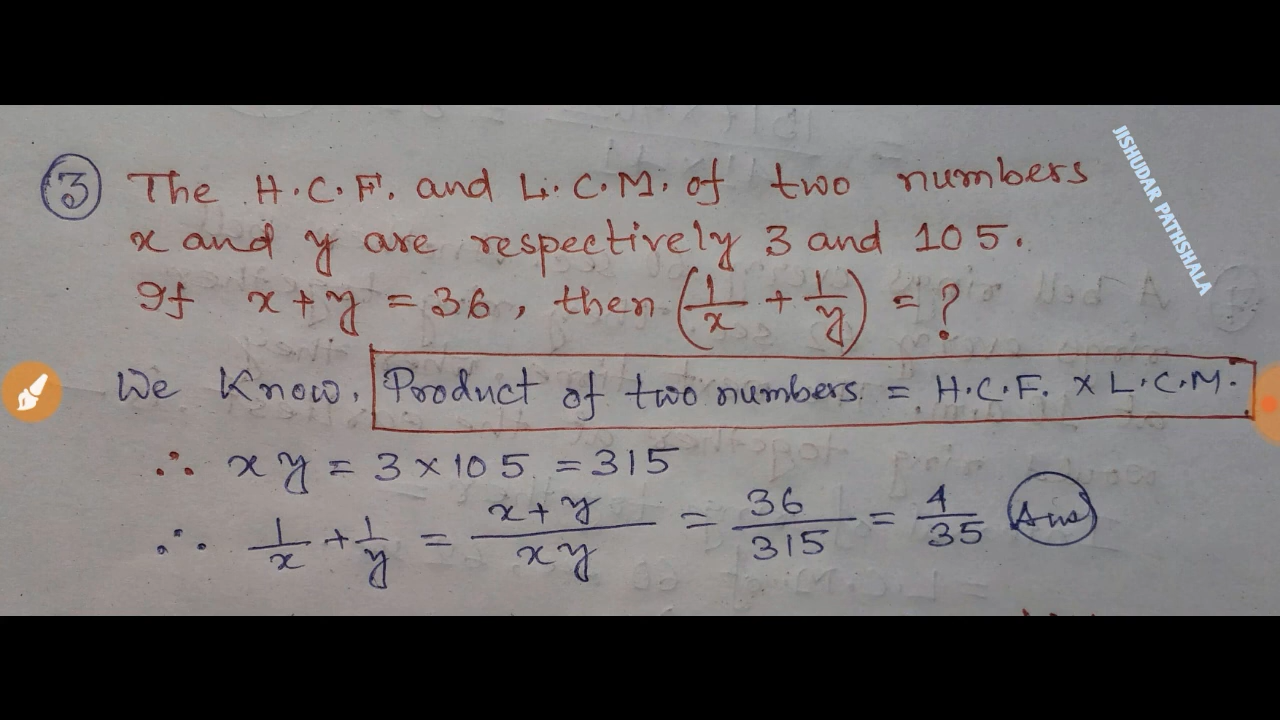 ③ The H.C.F. and L.C.M. of two numbers
x and y are respectively 3 and 105.
If x+y = 36, then (1/x + 1/y) = ?
We Know, Product of two numbers = H.C.F. × L.C.M.
∴ xy = 3 × 105 = 315
∴ 1/x + 1/y = x+y/xy = 36/315 = 4/35 Ans
JISHUDAR PATHSHALA